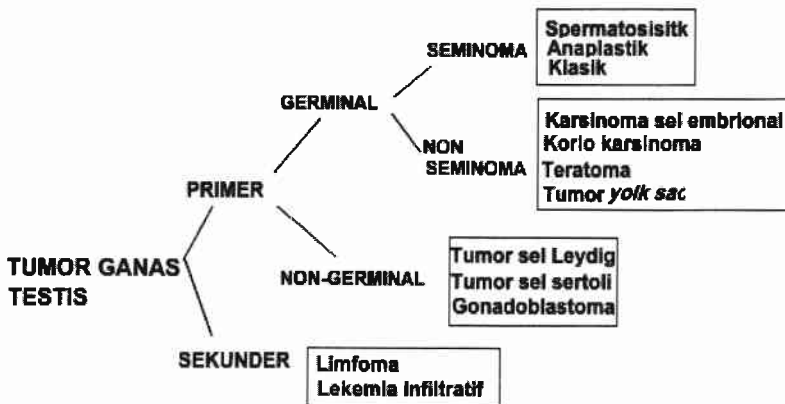 Spermatosisitk
SEMINOMA
Anaplastik
Klasik
GERMINAL
Karsinoma sel embrional
NON
SEMINOMA
Korio karsinoma
Teratoma
Tumor yolk sac
PRIMER
TUMOR GANAS
TESTIS
NON-GERMINAL
Tumor sel Leydig
Tumor sel sertoli
Gonadoblastoma
SEKUNDER
Limfoma
Lekemia infiltratif